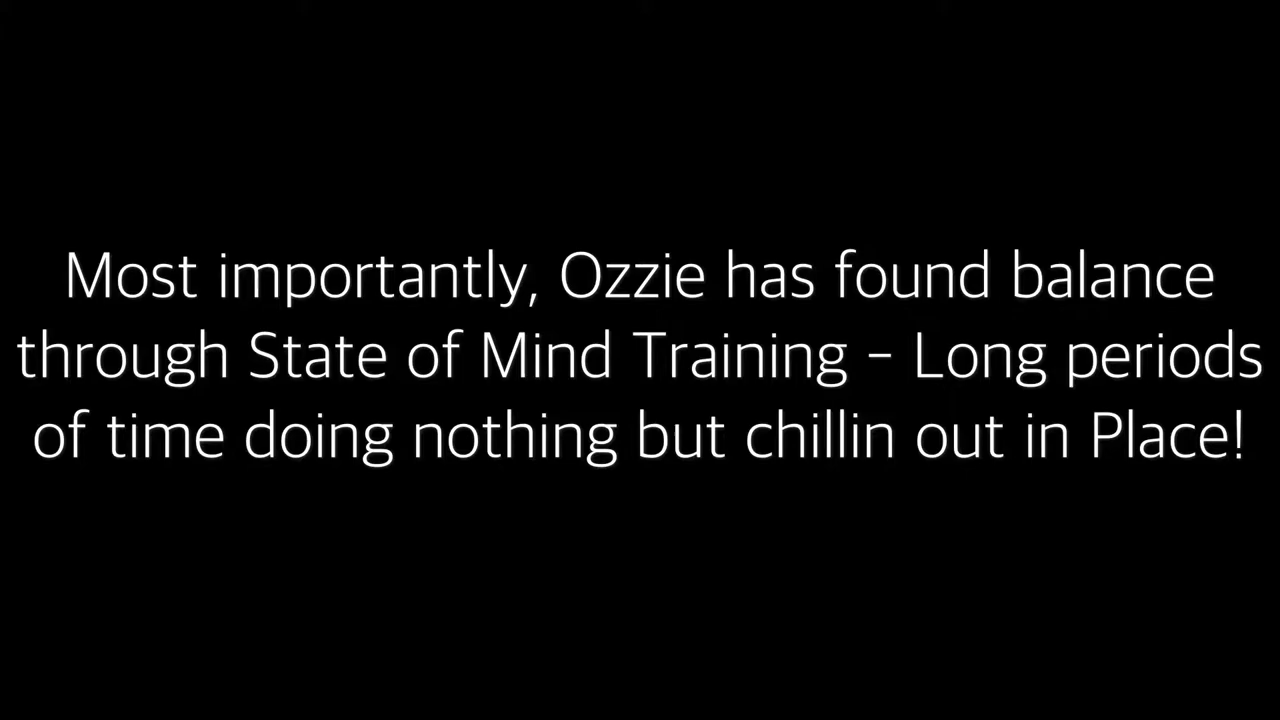 Most importantly, Ozzie has found balance
through State of Mind Training - Long periods
of time doing nothing but chillin out in Place!